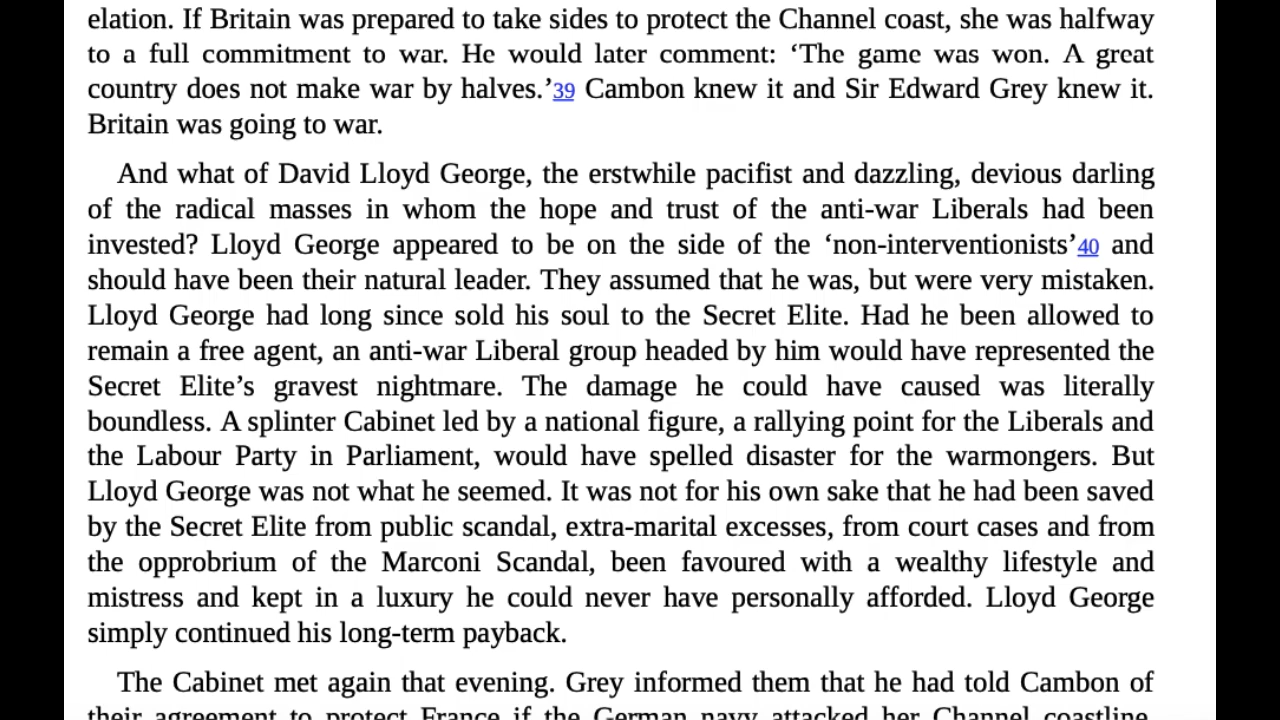 elation. If Britain was prepared to take sides to protect the Channel coast, she was halfway
to a full commitment to war. He would later comment: ‘The game was won. A great
country does not make war by halves.’39 Cambon knew it and Sir Edward Grey knew it.
Britain was going to war.
And what of David Lloyd George, the erstwhile pacifist and dazzling, devious darling
of the radical masses in whom the hope and trust of the anti-war Liberals had been
invested? Lloyd George appeared to be on the side of the ‘non-interventionists’40 and
should have been their natural leader. They assumed that he was, but were very mistaken.
Lloyd George had long since sold his soul to the Secret Elite. Had he been allowed to
remain a free agent, an anti-war Liberal group headed by him would have represented the
Secret Elite’s gravest nightmare. The damage he could have caused was literally
boundless. A splinter Cabinet led by a national figure, a rallying point for the Liberals and
the Labour Party in Parliament, would have spelled disaster for the warmongers. But
Lloyd George was not what he seemed. It was not for his own sake that he had been saved
by the Secret Elite from public scandal, extra-marital excesses, from court cases and from
the opprobrium of the Marconi Scandal, been favoured with a wealthy lifestyle and
mistress and kept in a luxury he could never have personally afforded. Lloyd George
simply continued his long-term payback.
The Cabinet met again that evening. Grey informed them that he had told Cambon of
their agreement to protect France if the German navy attacked her Channel coastline.